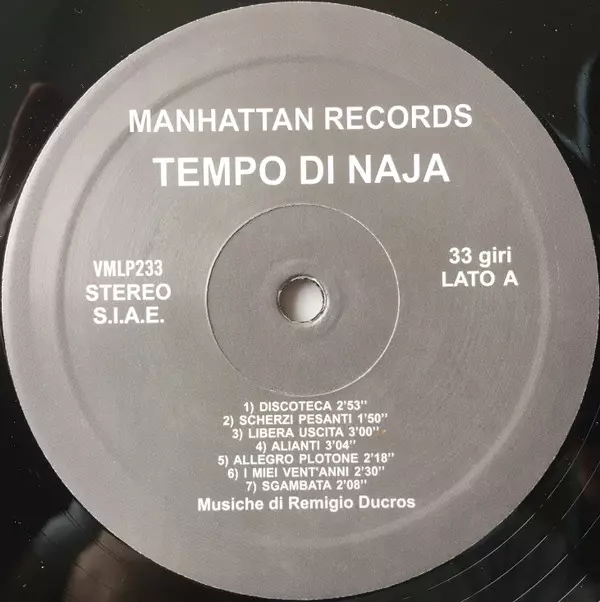 MANHATTAN RECORDS
TEMPO DI NAJA
VMLP233
STEREO
S.I.A.E.
33 giri
LATO A
1) DISCOTECA 2'53"
2) SCHERZI PESANTI 1'50"
3) LIBERA USCITA 3'00"
4) ALIANTI 3'04"
5) ALLEGRO PLOTONE 2'18"
6) I MIEI VENT'ANNI 2'30"
7) SGAMBATA 2'08"
Musiche di Remigio Ducros